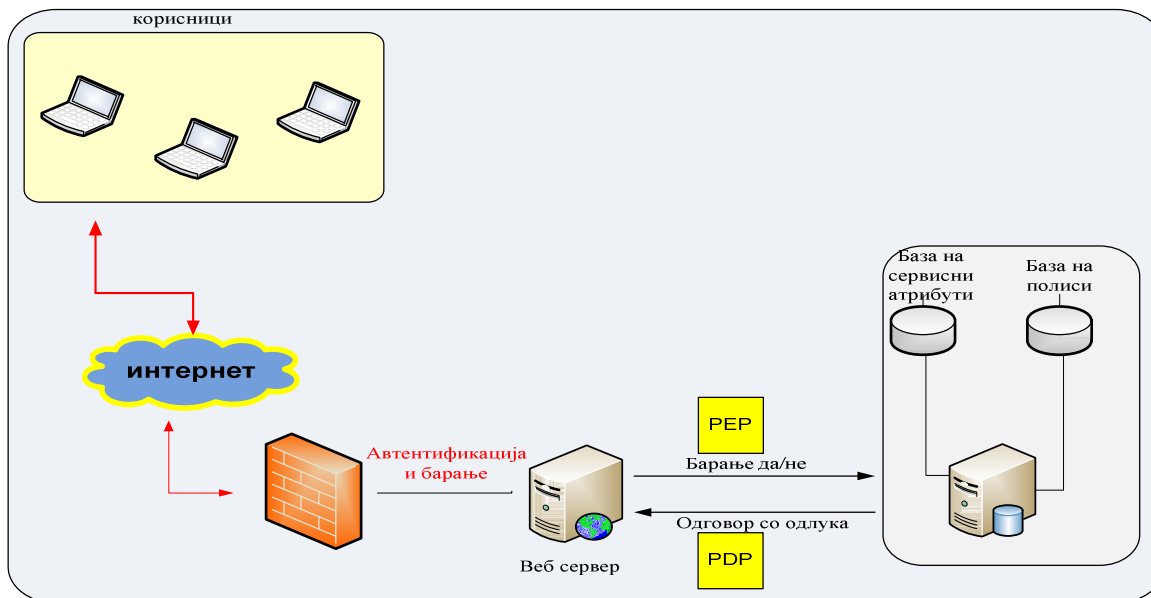 корисници
База на
сервисни
атрибути
База на
полиси
интернет
Автентификација
и барање
PEP
Барање да/не
Одговор со одлука
PDP
Веб сервер